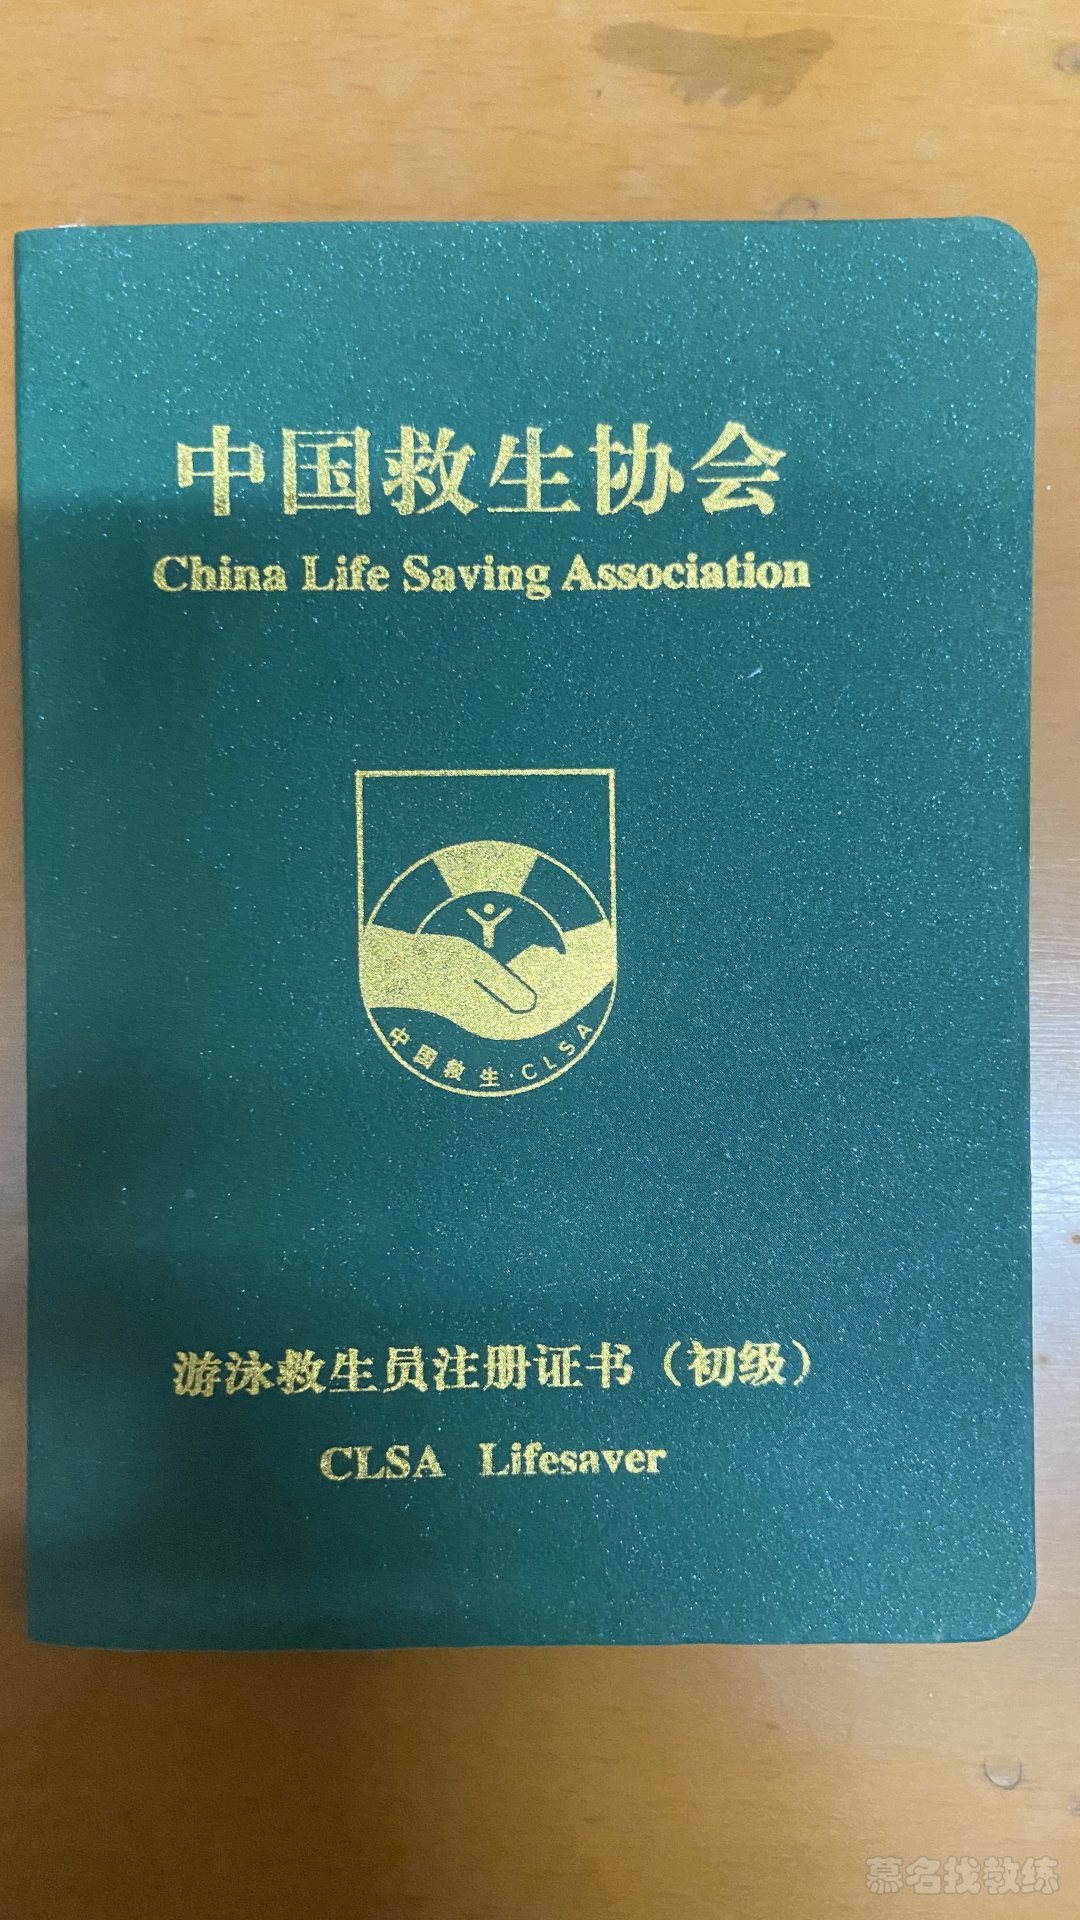 中国救生协会
China Life Saving Association
中国救生·CLSA
游泳救生员注册证书（初级）
CLSA Lifesaver
慕名找教练